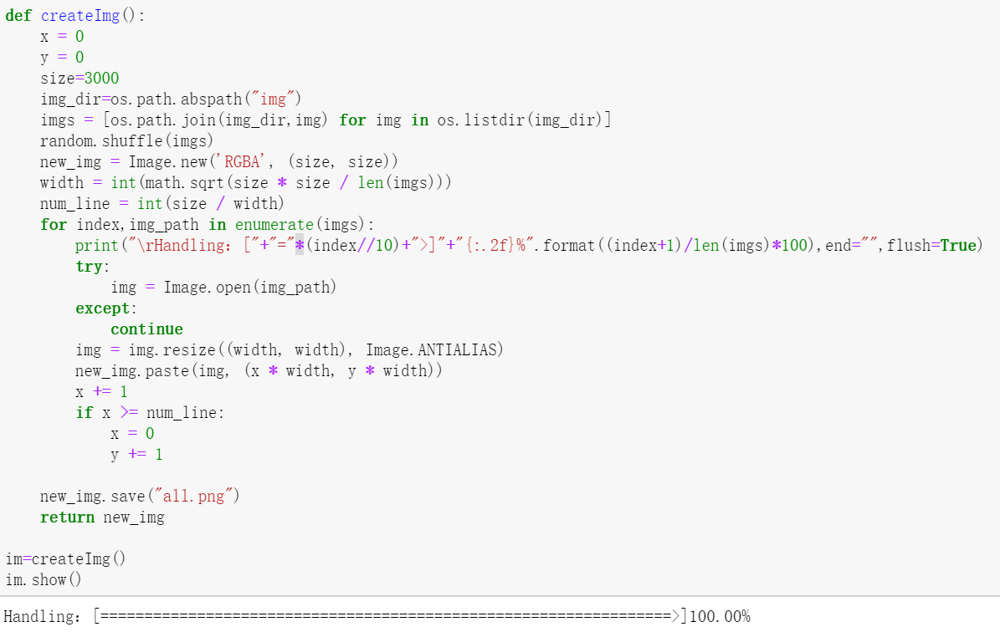 def createImg():
    x = 0
    y = 0
    size=3000
    img_dir=os.path.abspath("img")
    imgs = [os.path.join(img_dir,img) for img in os.listdir(img_dir)]
    random.shuffle(imgs)
    new_img = Image.new('RGBA', (size, size))
    width = int(math.sqrt(size * size / len(imgs)))
    num_line = int(size / width)
    for index,img_path in enumerate(imgs):
        print("\rHandling: ["+"="*(index//10)+">]"+"{:.2f}%".format((index+1)/len(imgs)*100),end="",flush=True)
        try:
            img = Image.open(img_path)
        except:
            continue
        img = img.resize((width, width), Image.ANTIALIAS)
        new_img.paste(img, (x * width, y * width))
        x += 1
        if x >= num_line:
            x = 0
            y += 1

    new_img.save("all.png")
    return new_img

im=createImg()
im.show()
Handling: [=================================================================>]100.00%